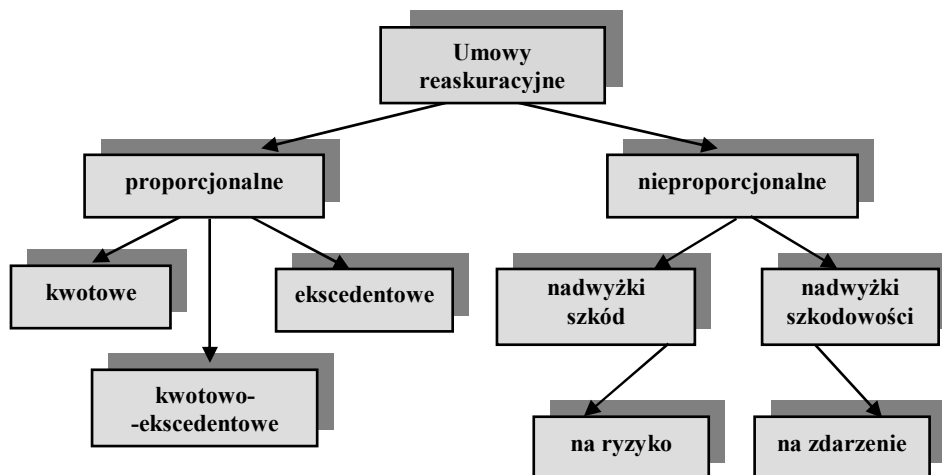 Umowy
reaskuracyjne
proporcjonalne
nieproporcjonalne
kwotowe
ekscedentowe
nadwyżki
szkód
nadwyżki
szkodowości
kwotowo-
-ekscedentowe
na ryzyko
na zdarzenie